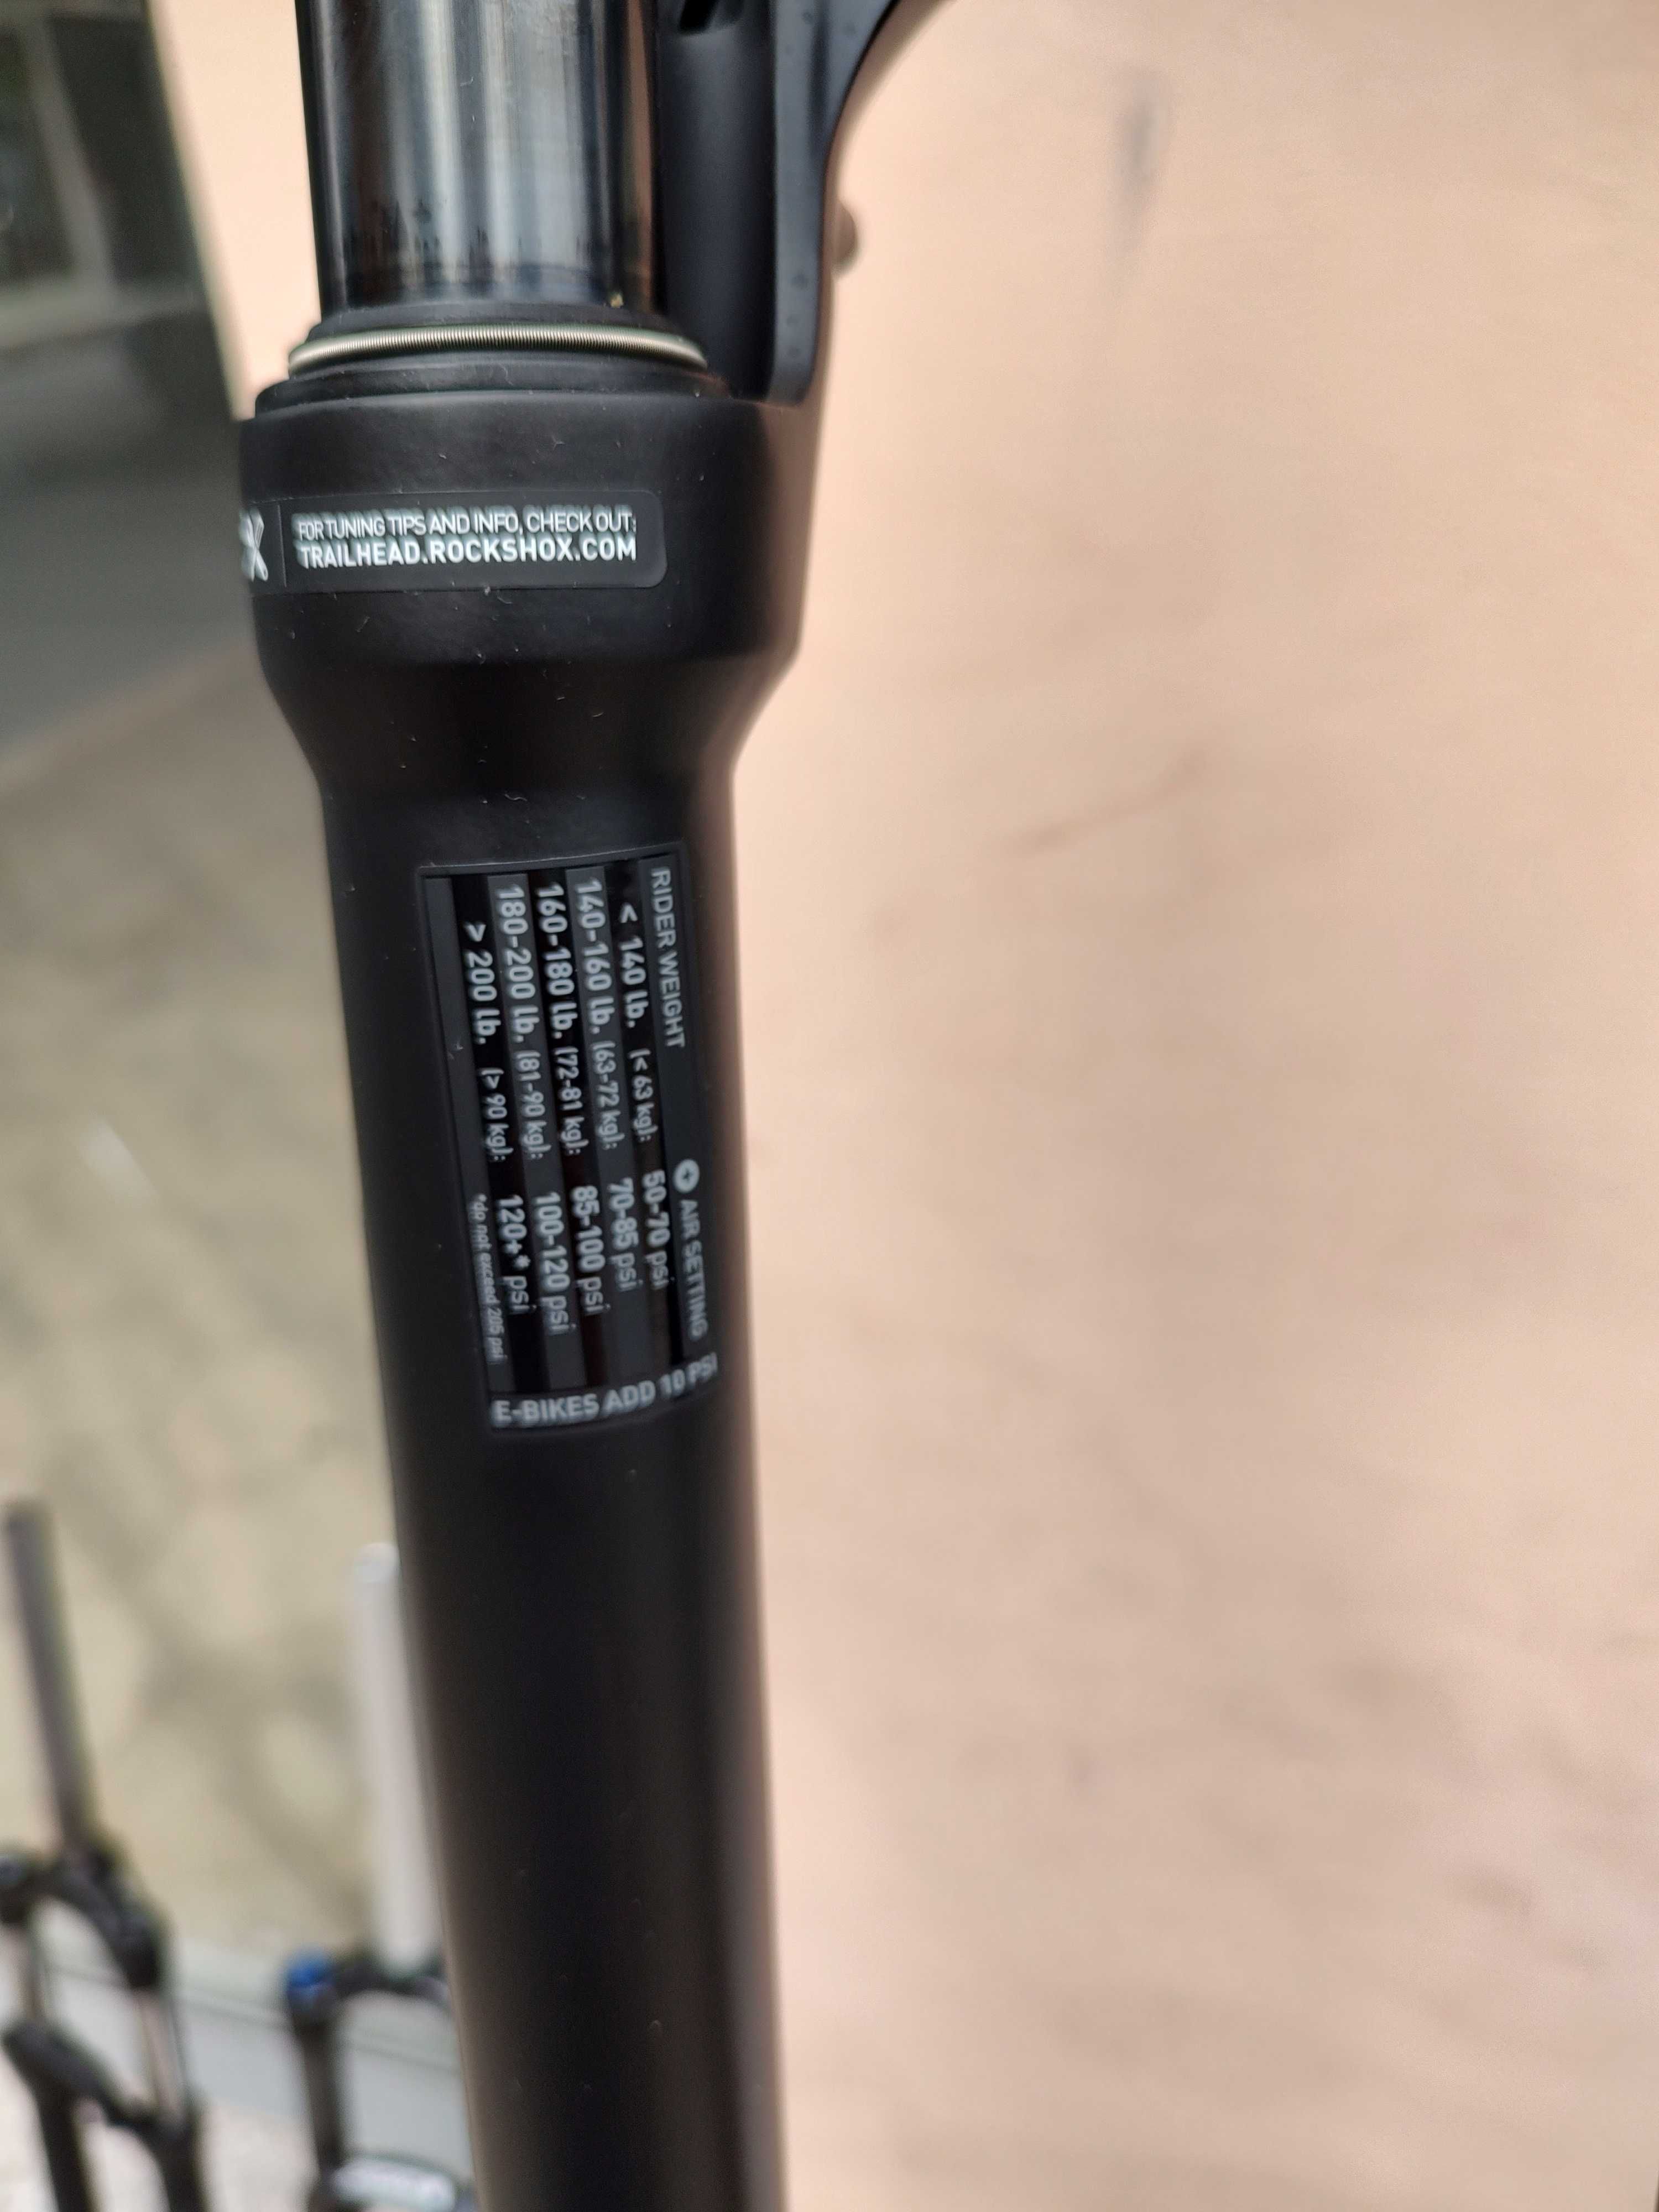 FOR TUNING TIPS AND INFO, CHECK OUT:
TRAILHEAD.ROCKSHOX.COM
RIDER WEIGHT + AIR SETTING
< 140 lb. (< 63 kg): 50-70 psi
140-160 lb. (63-72 kg): 70-85 psi
160-180 lb. (72-81 kg): 85-100 psi
180-200 lb. (81-90 kg): 100-120 psi
> 200 lb. (> 90 kg): 120+* psi
*do not exceed 205 psi
E-BIKES ADD 10 PSI